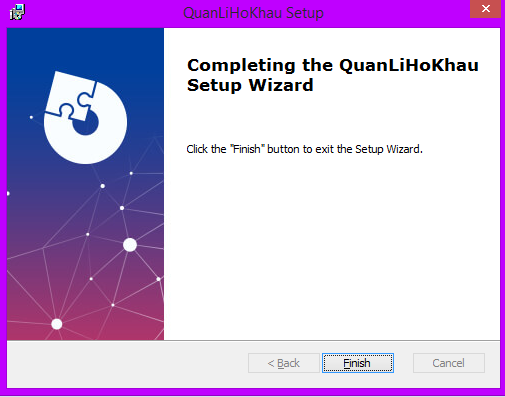 QuanLiHoKhau Setup
Completing the QuanLiHoKhau
Setup Wizard
Click the "Finish" button to exit the Setup Wizard.
< Back
Finish
Cancel